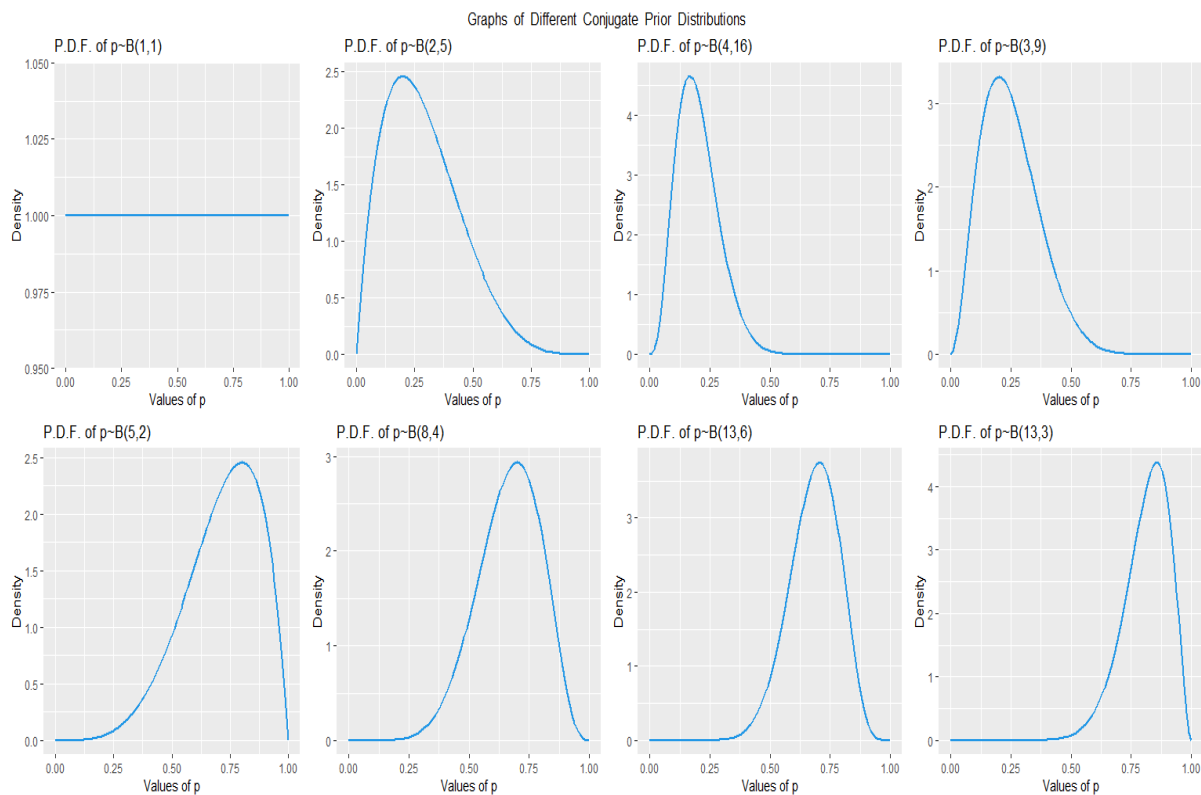 Graphs of Different Conjugate Prior Distributions
P.D.F. of p~B(1,1)
1.050
1.025
1.000
0.975
0.950
Density
0.00 0.25 0.50 0.75 1.00
Values of p
P.D.F. of p~B(2,5)
2.5
2.0
1.5
1.0
0.5
0.0
Density
0.00 0.25 0.50 0.75 1.00
Values of p
P.D.F. of p~B(4,16)
4
3
2
1
0
Density
0.00 0.25 0.50 0.75 1.00
Values of p
P.D.F. of p~B(3,9)
3
2
1
0
Density
0.00 0.25 0.50 0.75 1.00
Values of p
P.D.F. of p~B(5,2)
2.5
2.0
1.5
1.0
0.5
0.0
Density
0.00 0.25 0.50 0.75 1.00
Values of p
P.D.F. of p~B(8,4)
3
2
1
0
Density
0.00 0.25 0.50 0.75 1.00
Values of p
P.D.F. of p~B(13,6)
3
2
1
0
Density
0.00 0.25 0.50 0.75 1.00
Values of p
P.D.F. of p~B(13,3)
4
3
2
1
0
Density
0.00 0.25 0.50 0.75 1.00
Values of p